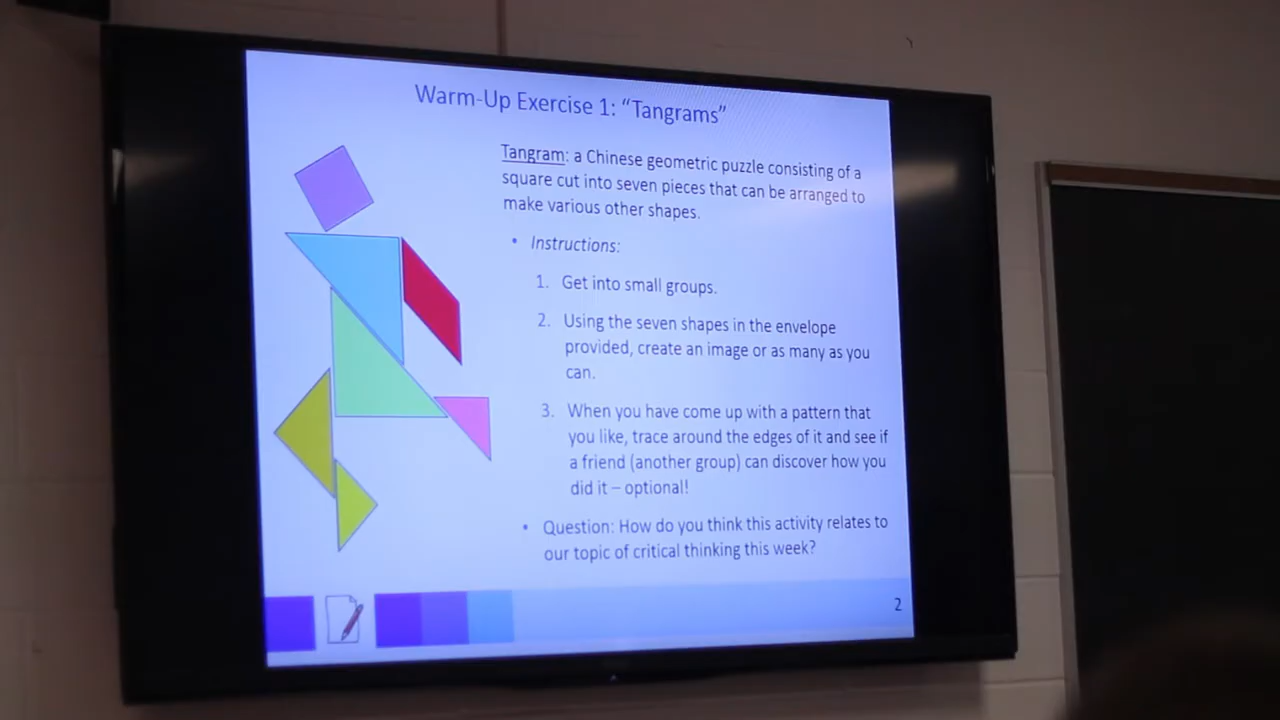 Warm-Up Exercise 1: “Tangrams”
Tangram: a Chinese geometric puzzle consisting of a
square cut into seven pieces that can be arranged to
make various other shapes.
• Instructions:
1. Get into small groups.
2. Using the seven shapes in the envelope
provided, create an image or as many as you
can.
3. When you have come up with a pattern that
you like, trace around the edges of it and see if
a friend (another group) can discover how you
did it – optional!
• Question: How do you think this activity relates to
our topic of critical thinking this week?
2